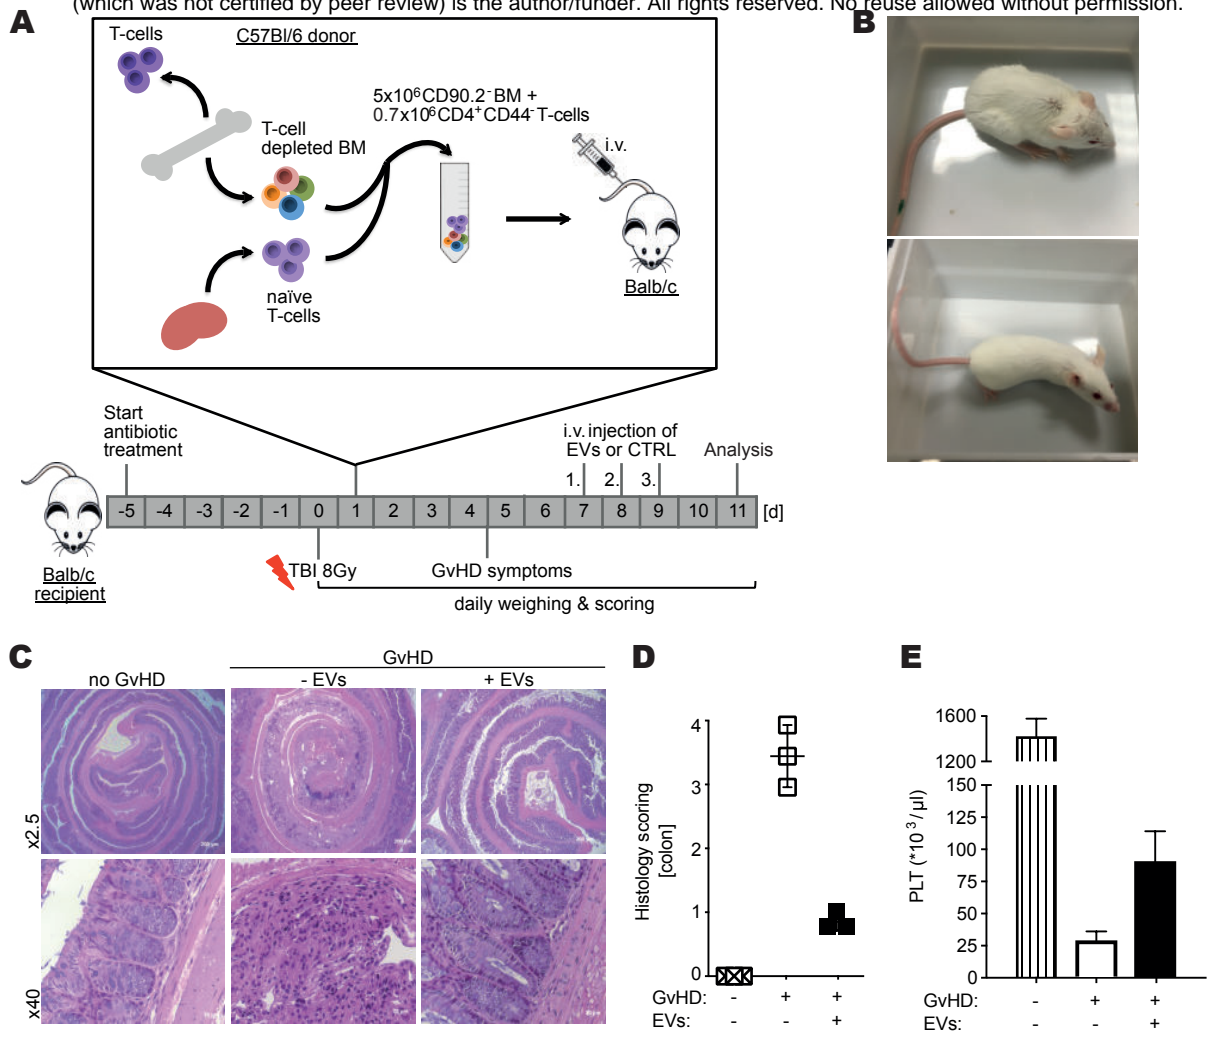 (which was not certified by peer review) is the author/funder. All rights reserved. No reuse allowed without permission.
A
T-cells
C57Bl/6 donor
5x10⁶CD90.2⁻BM +
0.7x10⁶CD4⁺CD44⁻T-cells
T-cell
depleted BM
i.v.
naïve
T-cells
Balb/c
Start
antibiotic
treatment
i.v. injection of
EVs or CTRL
1. 2. 3.
Analysis
-5 -4 -3 -2 -1 0 1 2 3 4 5 6 7 8 9 10 11 [d]
Balb/c
recipient
TBI 8Gy
GvHD symptoms
daily weighing & scoring
B
C
GvHD
no GvHD - EVs + EVs
x2.5
x40
D
Histology scoring
[colon]
4
3
2
1
0
GvHD: - + +
EVs: - - +
E
PLT (*10³/µl)
1600
1200
150
125
100
75
50
25
0
GvHD: - + +
EVs: - - +